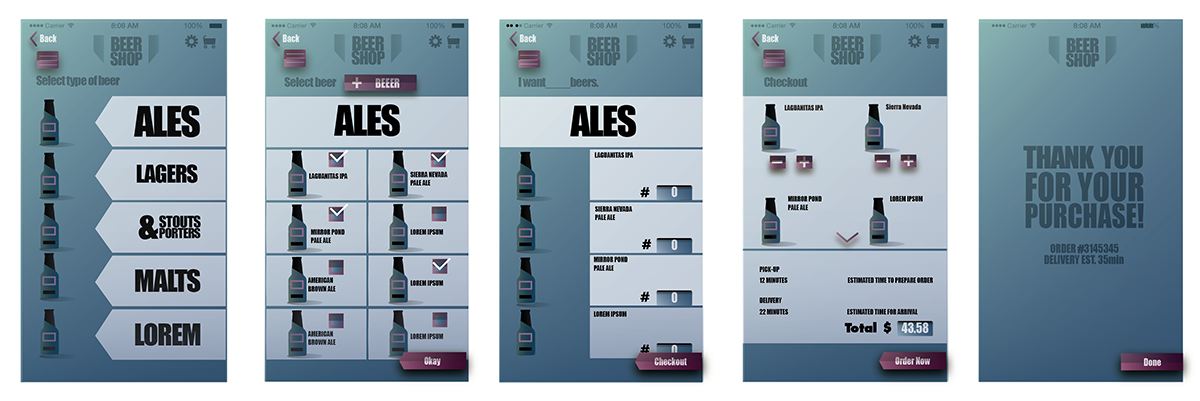 Carrier 8:08 AM 100%
Back
BEER
SHOP
Select type of beer
ALES
LAGERS
& STOUTS
PORTERS
MALTS
LOREM
Carrier 8:08 AM 100%
Back
BEER
SHOP
Select beer + BEEER
ALES
LAGUANITAS IPA
SIERRA NEVADA
PALE ALE
MIRROR POND
PALE ALE
LOREM IPSUM
AMERICAN
BROWN ALE
LOREM IPSUM
AMERICAN
BROWN ALE
LOREM IPSUM
Okay
Carrier 8:08 AM 100%
Back
BEER
SHOP
I want____beers.
ALES
LAGUANITAS IPA
# 0
SIERRA NEVADA
PALE ALE
# 0
MIRROR POND
PALE ALE
# 0
LOREM IPSUM
# 0
Checkout
Carrier 8:08 AM 100%
Back
BEER
SHOP
Checkout
LAGUANITAS IPA
Sierra Nevada
- +
- +
MIRROR POND
PALE ALE
LOREM IPSUM
PICK-UP
12 MINUTES ESTIMATED TIME TO PREPARE ORDER
DELIVERY
22 MINUTES ESTIMATED TIME FOR ARRIVAL
Total $ 43.58
Order Now
Carrier 8:08 AM
BEER
SHOP
THANK YOU
FOR YOUR
PURCHASE!
ORDER #3145345
DELIVERY EST. 35min
Done